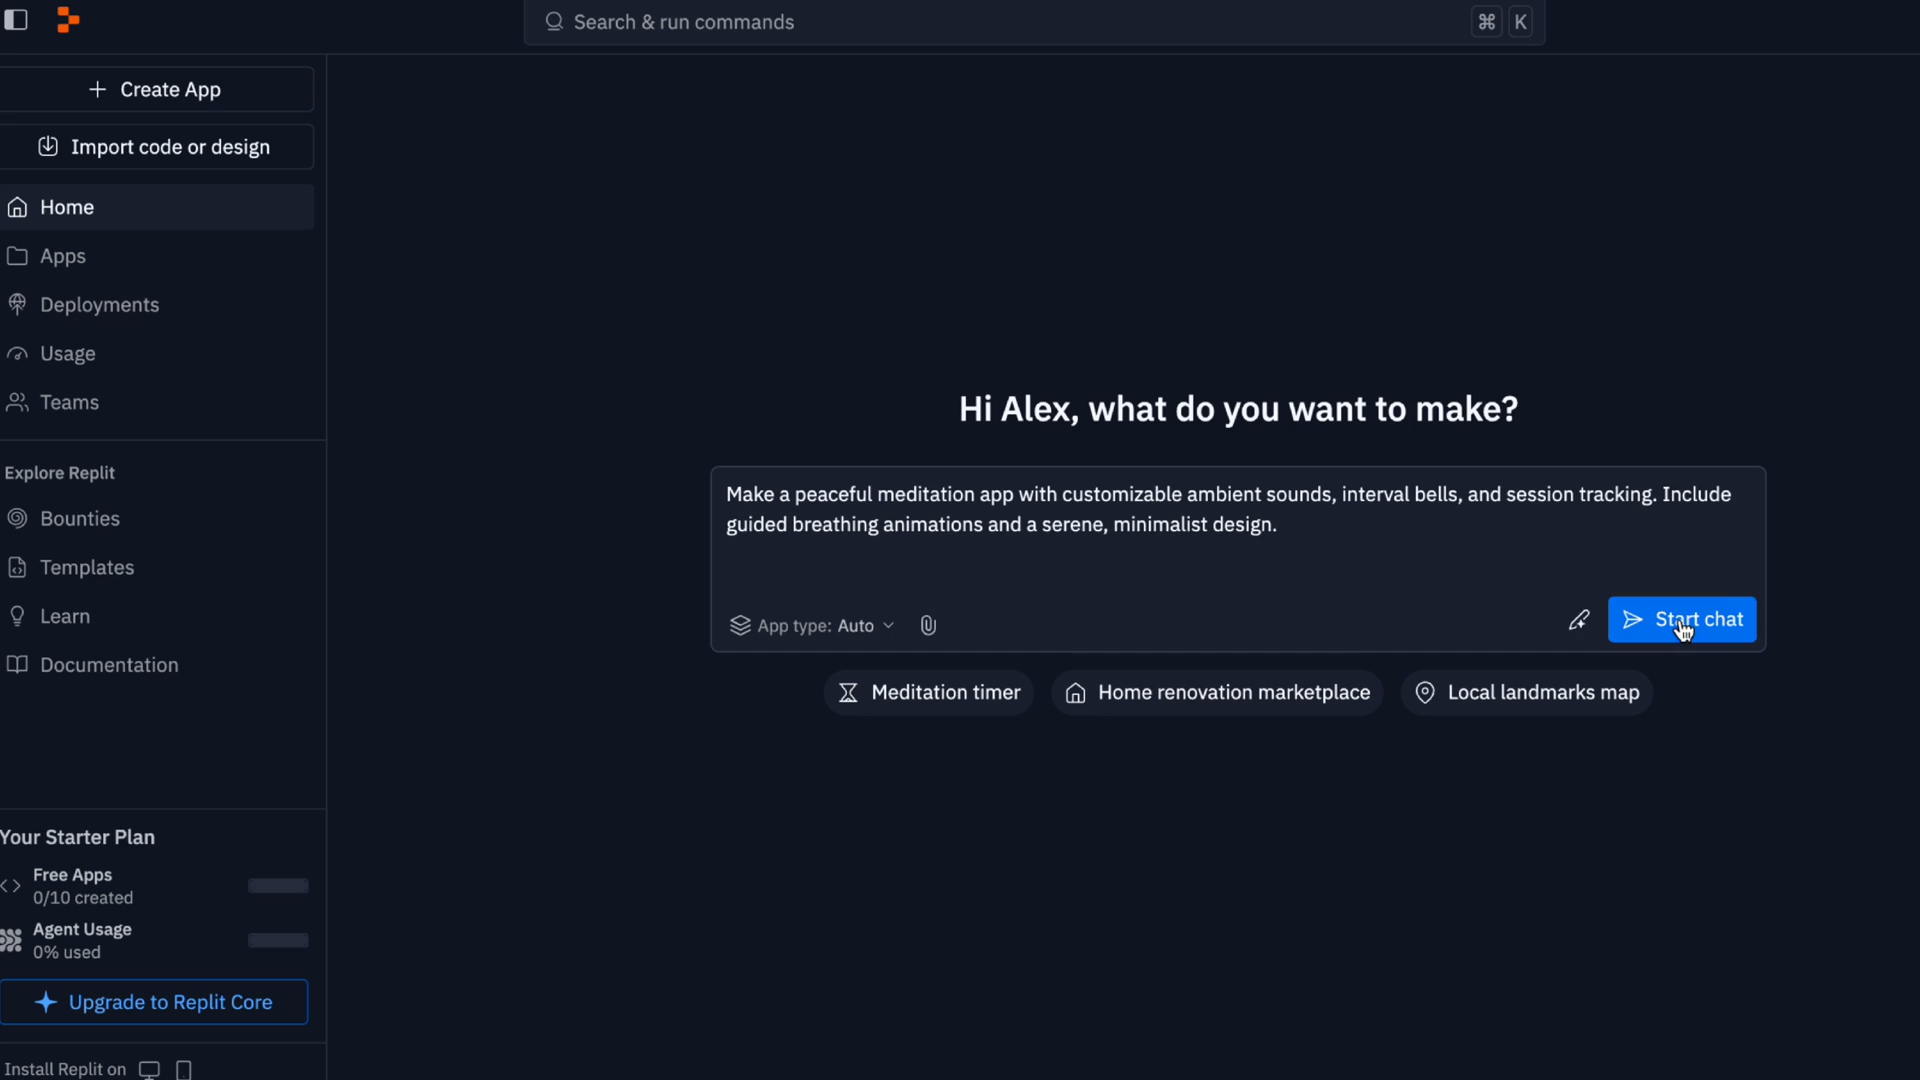 Search & run commands
⌘ K
+ Create App
Import code or design
Home
Apps
Deployments
Usage
Teams
Explore Replit
Bounties
Templates
Learn
Documentation
Your Starter Plan
Free Apps
0/10 created
Agent Usage
0% used
Upgrade to Replit Core
Install Replit on
Hi Alex, what do you want to make?
Make a peaceful meditation app with customizable ambient sounds, interval bells, and session tracking. Include
guided breathing animations and a serene, minimalist design.
App type: Auto
Start chat
Meditation timer
Home renovation marketplace
Local landmarks map